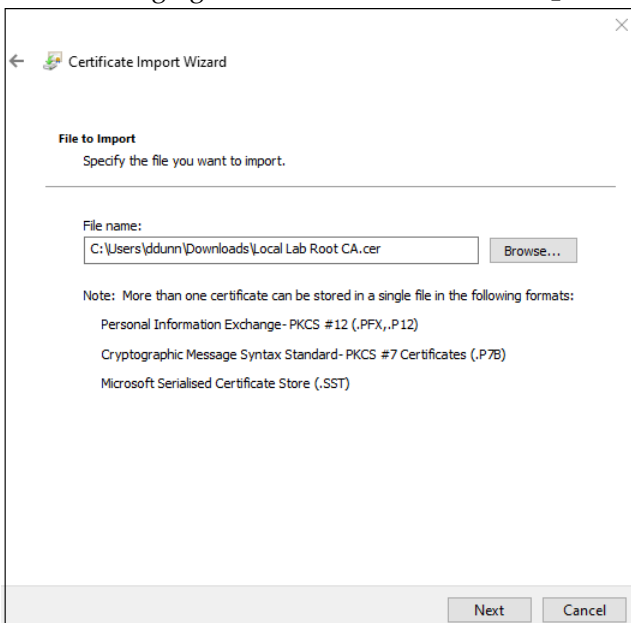 Certificate Import Wizard
File to Import
Specify the file you want to import.
File name:
C:\Users\ddunn\Downloads\Local Lab Root CA.cer Browse...
Note: More than one certificate can be stored in a single file in the following formats:
Personal Information Exchange- PKCS #12 (.PFX,.P12)
Cryptographic Message Syntax Standard- PKCS #7 Certificates (.P7B)
Microsoft Serialised Certificate Store (.SST)
Next Cancel